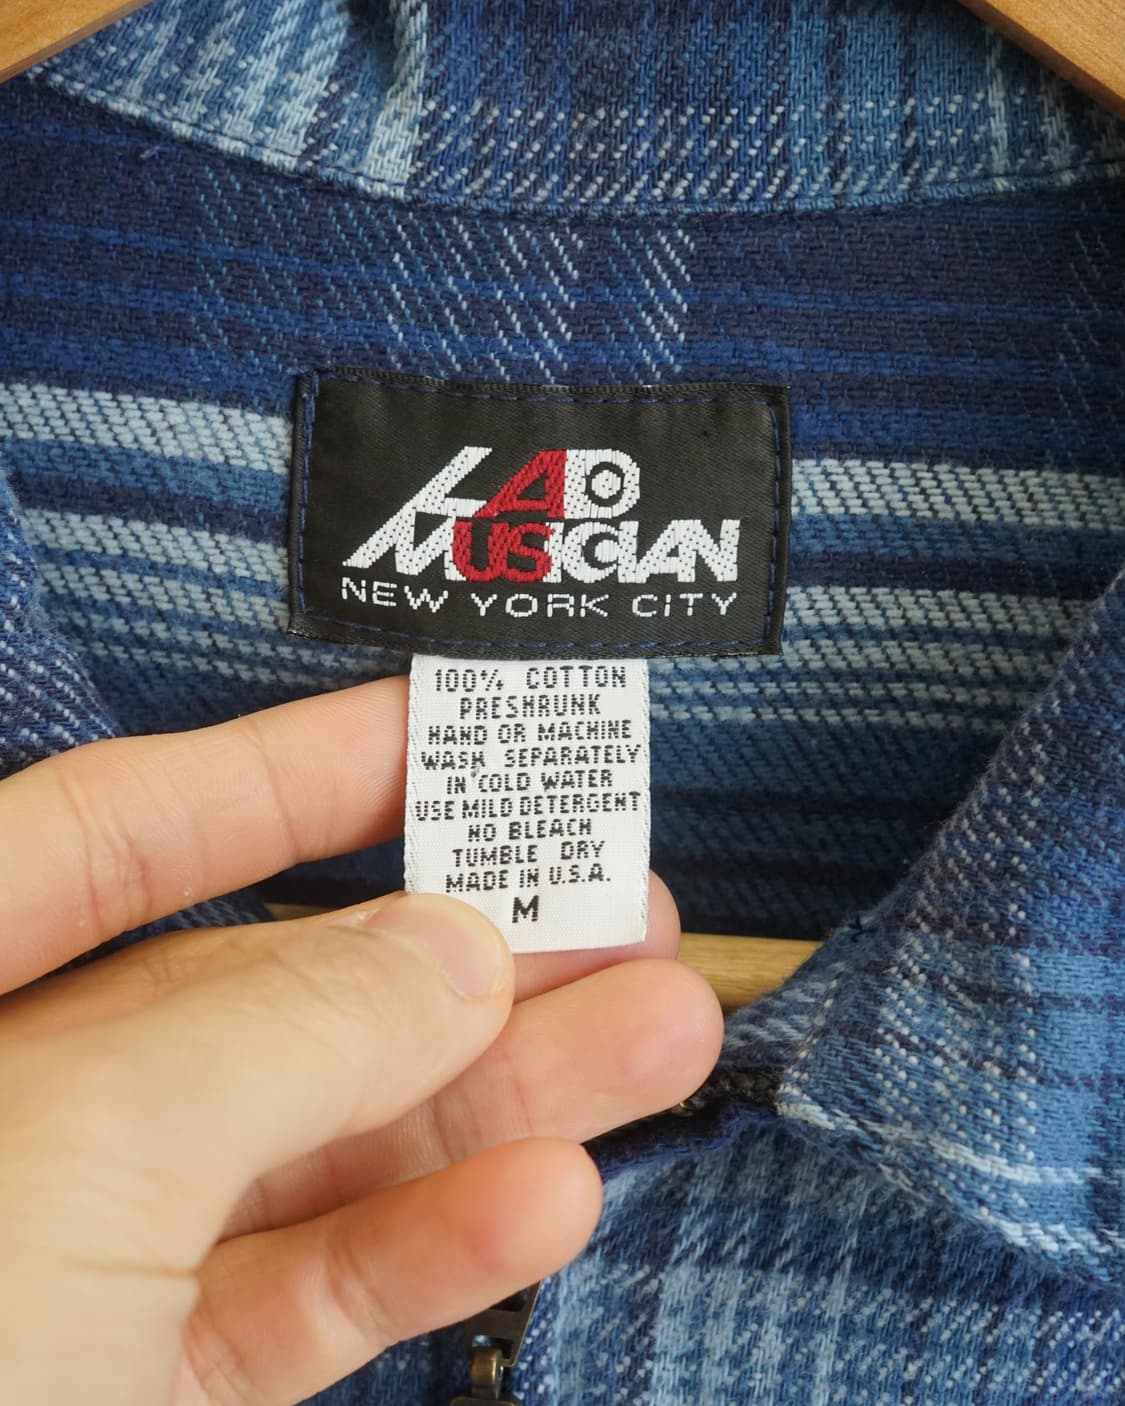 LAD
MUSICIAN
NEW YORK CITY
100% COTTON
PRESHRUNK
HAND OR MACHINE
WASH SEPARATELY
IN COLD WATER
USE MILD DETERGENT
NO BLEACH
TUMBLE DRY
MADE IN U.S.A.
M